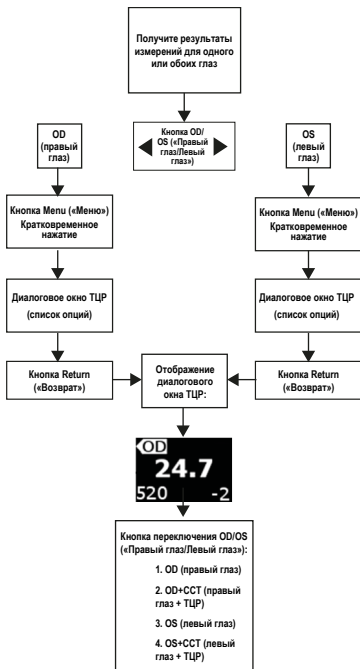 Получите результаты
измерений для одного
или обоих глаз
Кнопка OD/
OS («Правый
глаз/Левый
глаз»)
OD
(правый
глаз)
OS
(левый
глаз)
Кнопка Menu («Меню»)
Кратковременное
нажатие
Кнопка Menu («Меню»)
Кратковременное
нажатие
Диалоговое окно ТЦР
(список опций)
Диалоговое окно ТЦР
(список опций)
Кнопка Return
(«Возврат»)
Отображение
диалогового
окна ТЦР:
Кнопка Return
(«Возврат»)
OD
24.7
520 -2
Кнопка переключения OD/OS
(«Правый глаз/Левый глаз»):
1. OD (правый глаз)
2. OD+CCT (правый
глаз + ТЦР)
3. OS (левый глаз)
4. OS+CCT (левый
глаз + ТЦР)